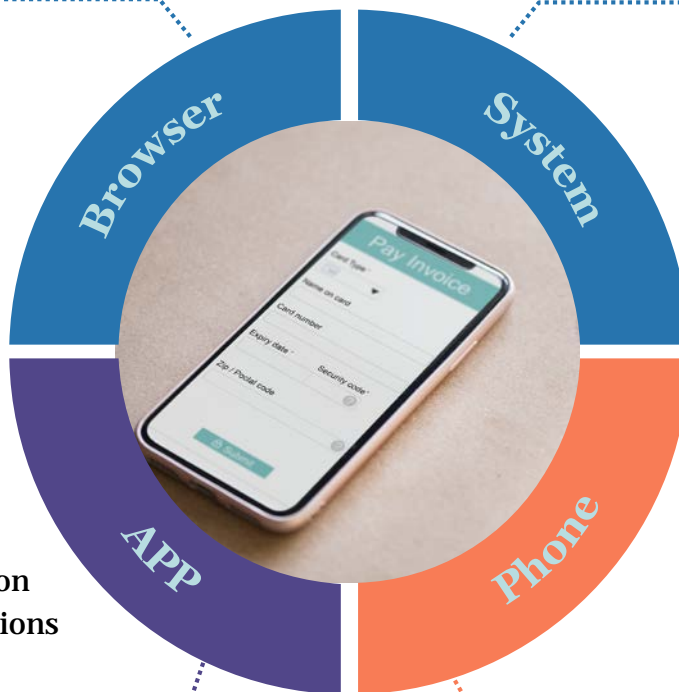 Browser
System
Pay Invoice
Card Type *
Name on card
Card number
Expiry date *
Security code *
Zip / Postal code
Submit
APP
Phone
on
ions